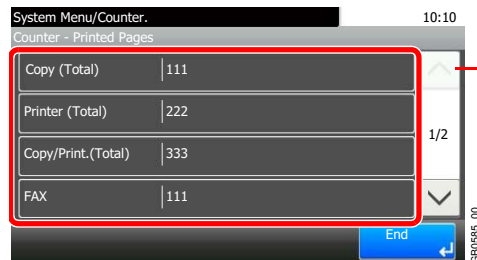 System Menu/Counter. 10:10
Counter - Printed Pages
Copy (Total) 111
Printer (Total) 222
1/2
Copy/Print.(Total) 333
FAX 111
End
GB0585_00